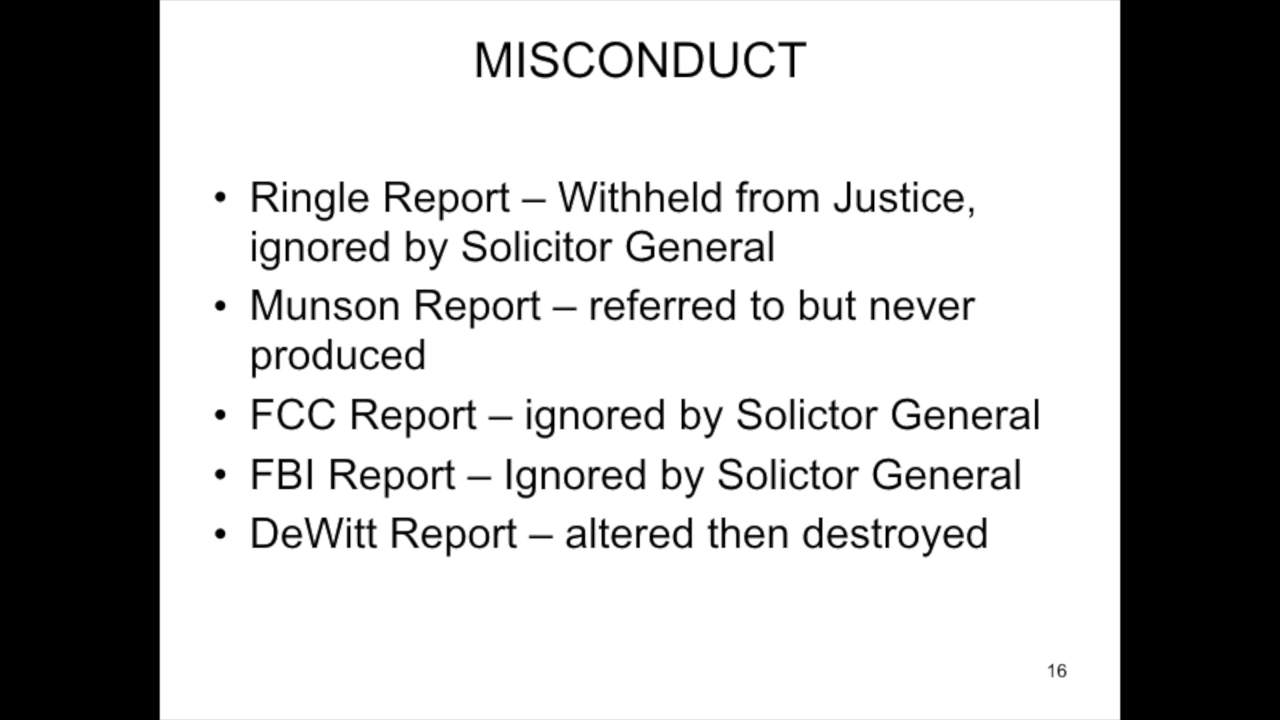 MISCONDUCT
• Ringle Report – Withheld from Justice,
ignored by Solicitor General
• Munson Report – referred to but never
produced
• FCC Report – ignored by Solictor General
• FBI Report – Ignored by Solictor General
• DeWitt Report – altered then destroyed
16